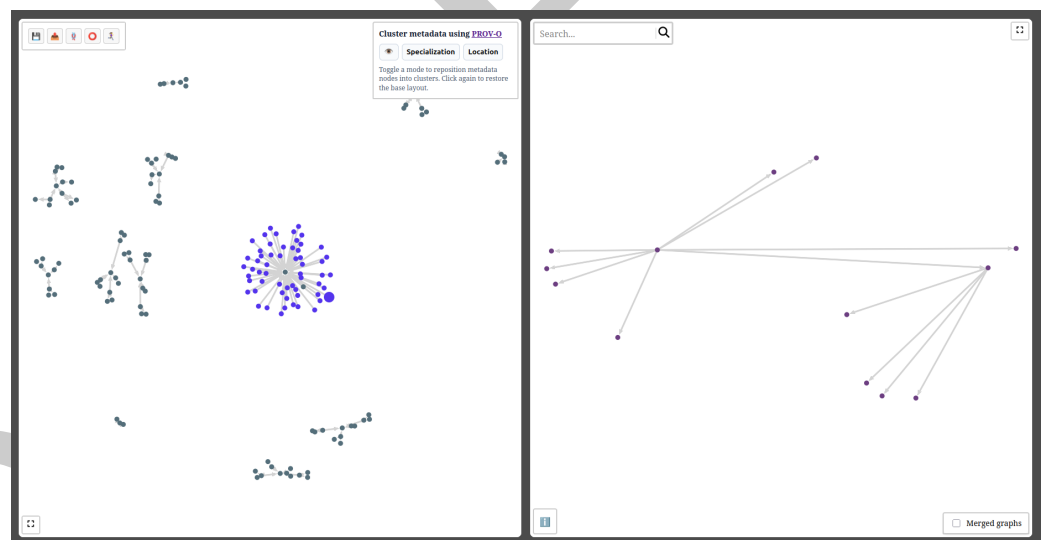 Cluster metadata using PROV-O
Specialization
Location
Toggle a mode to reposition metadata
nodes into clusters. Click again to restore
the base layout.
Search...
Merged graphs